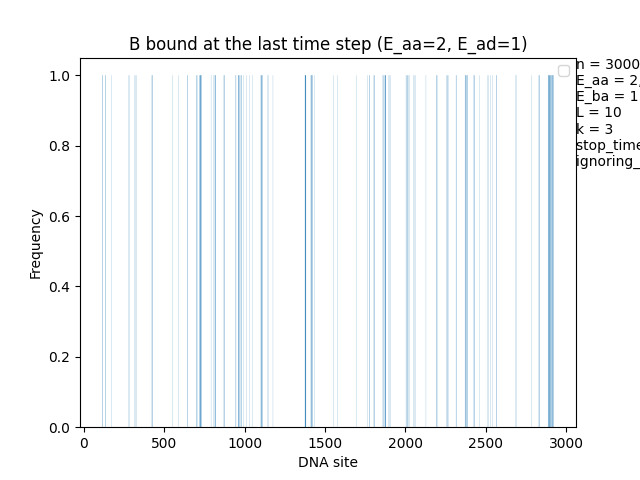 B bound at the last time step (E_aa=2, E_ad=1)
n = 3000
E_aa = 2,
E_ba = 1
L = 10
k = 3
stop_time
ignoring_
Frequency
1.0
0.8
0.6
0.4
0.2
0.0
0 500 1000 1500 2000 2500 3000
DNA site